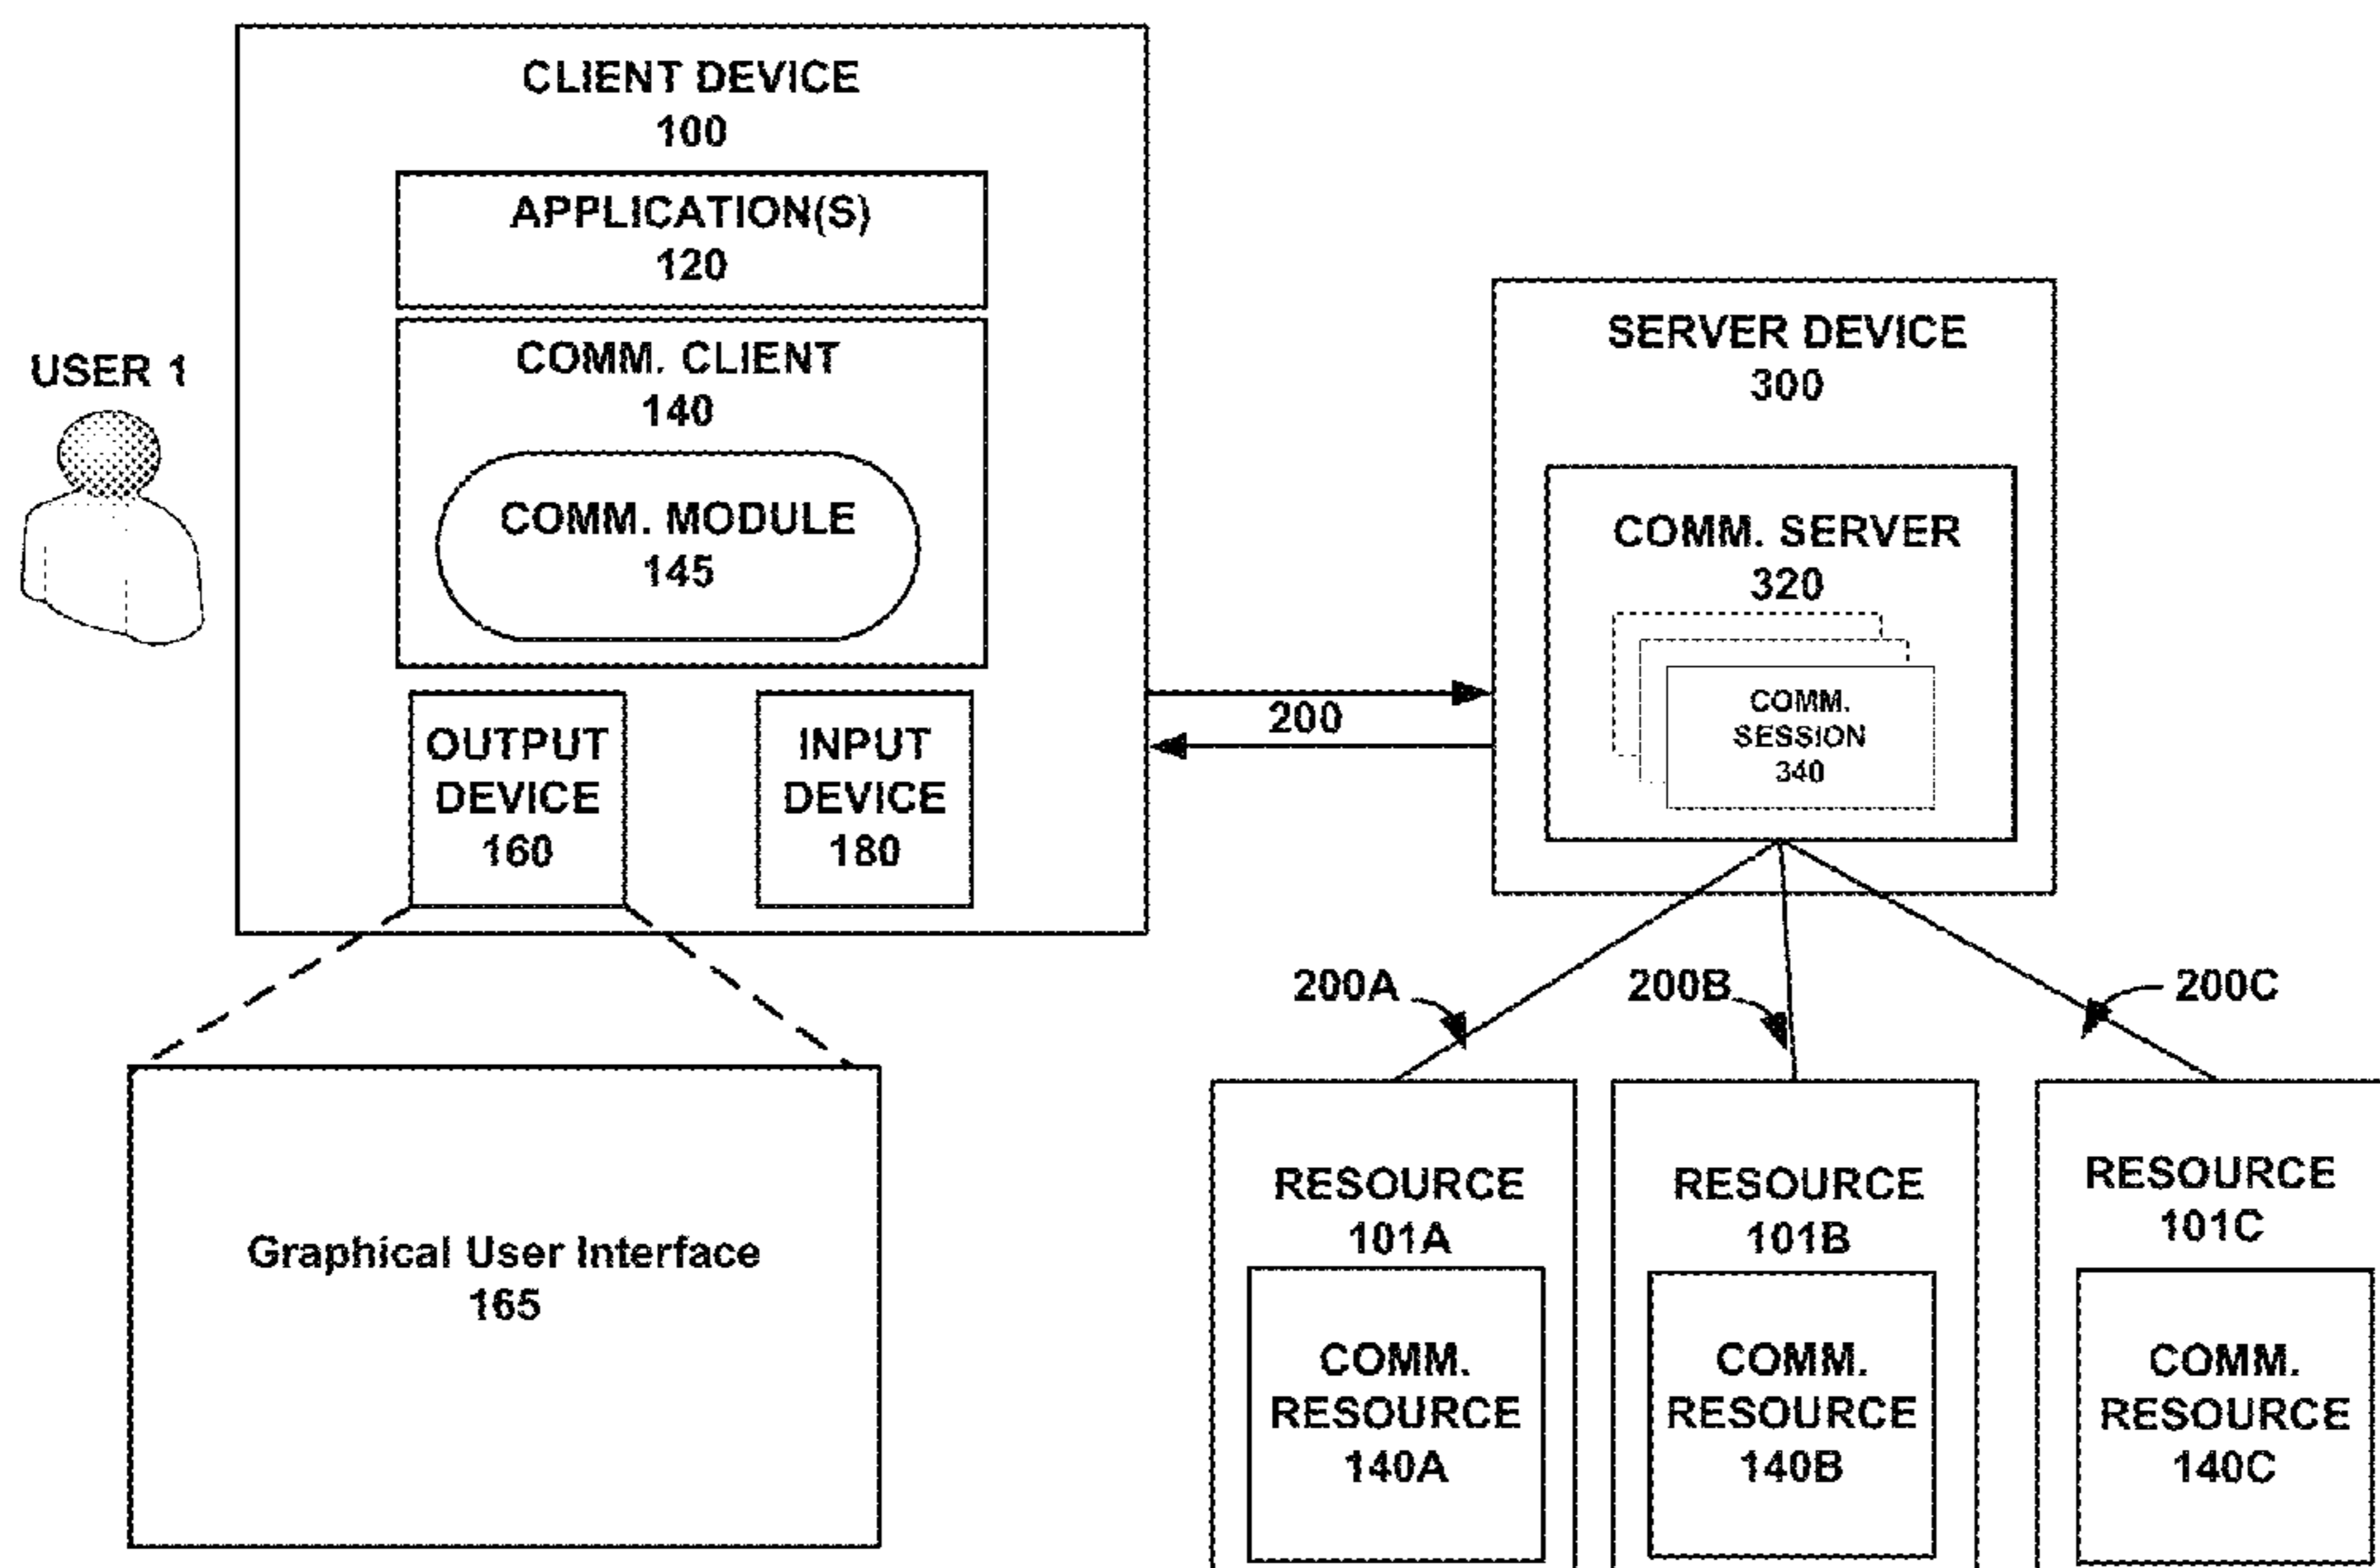 CLIENT DEVICE
100
APPLICATION(S)
120
USER 1
COMM. CLIENT
140
COMM. MODULE
145
OUTPUT
DEVICE
160
INPUT
DEVICE
180
200
SERVER DEVICE
300
COMM. SERVER
320
COMM.
SESSION
340
200A
200B
200C
Graphical User Interface
165
RESOURCE
101A
COMM.
RESOURCE
140A
RESOURCE
101B
COMM.
RESOURCE
140B
RESOURCE
101C
COMM.
RESOURCE
140C